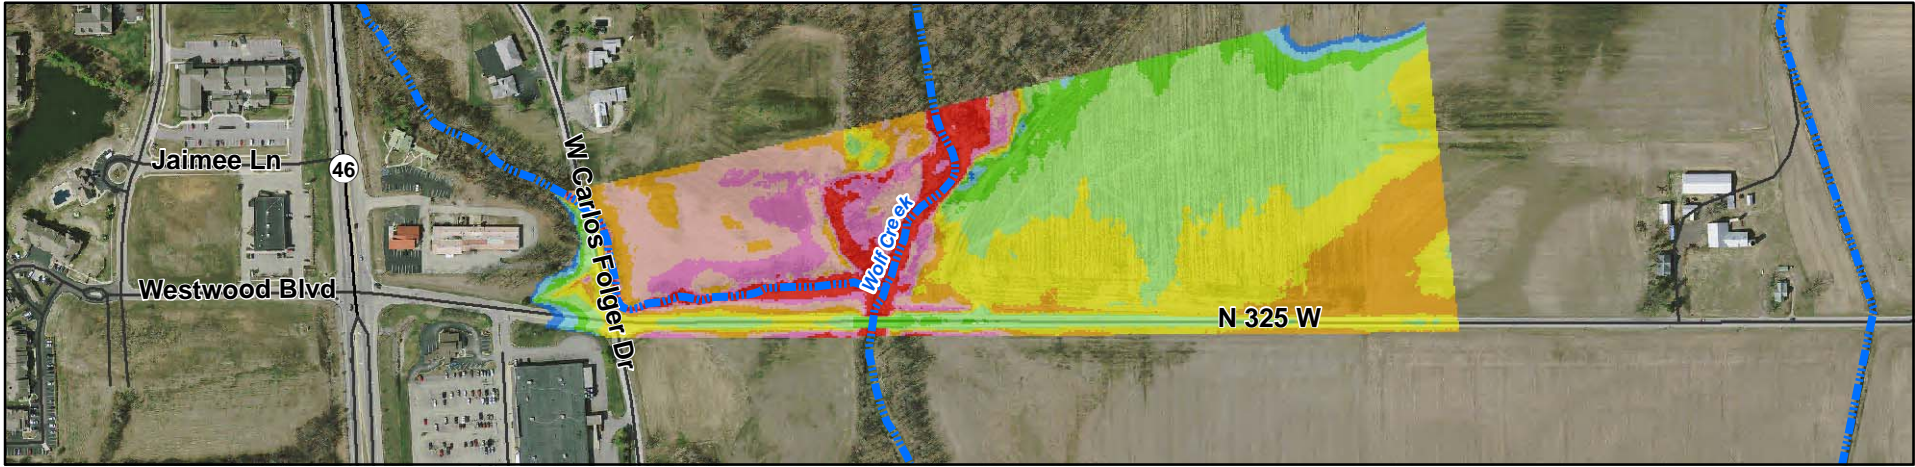 Jaimee Ln
46
W Carlos Folger Dr
Wolf Creek
Westwood Blvd
N 325 W